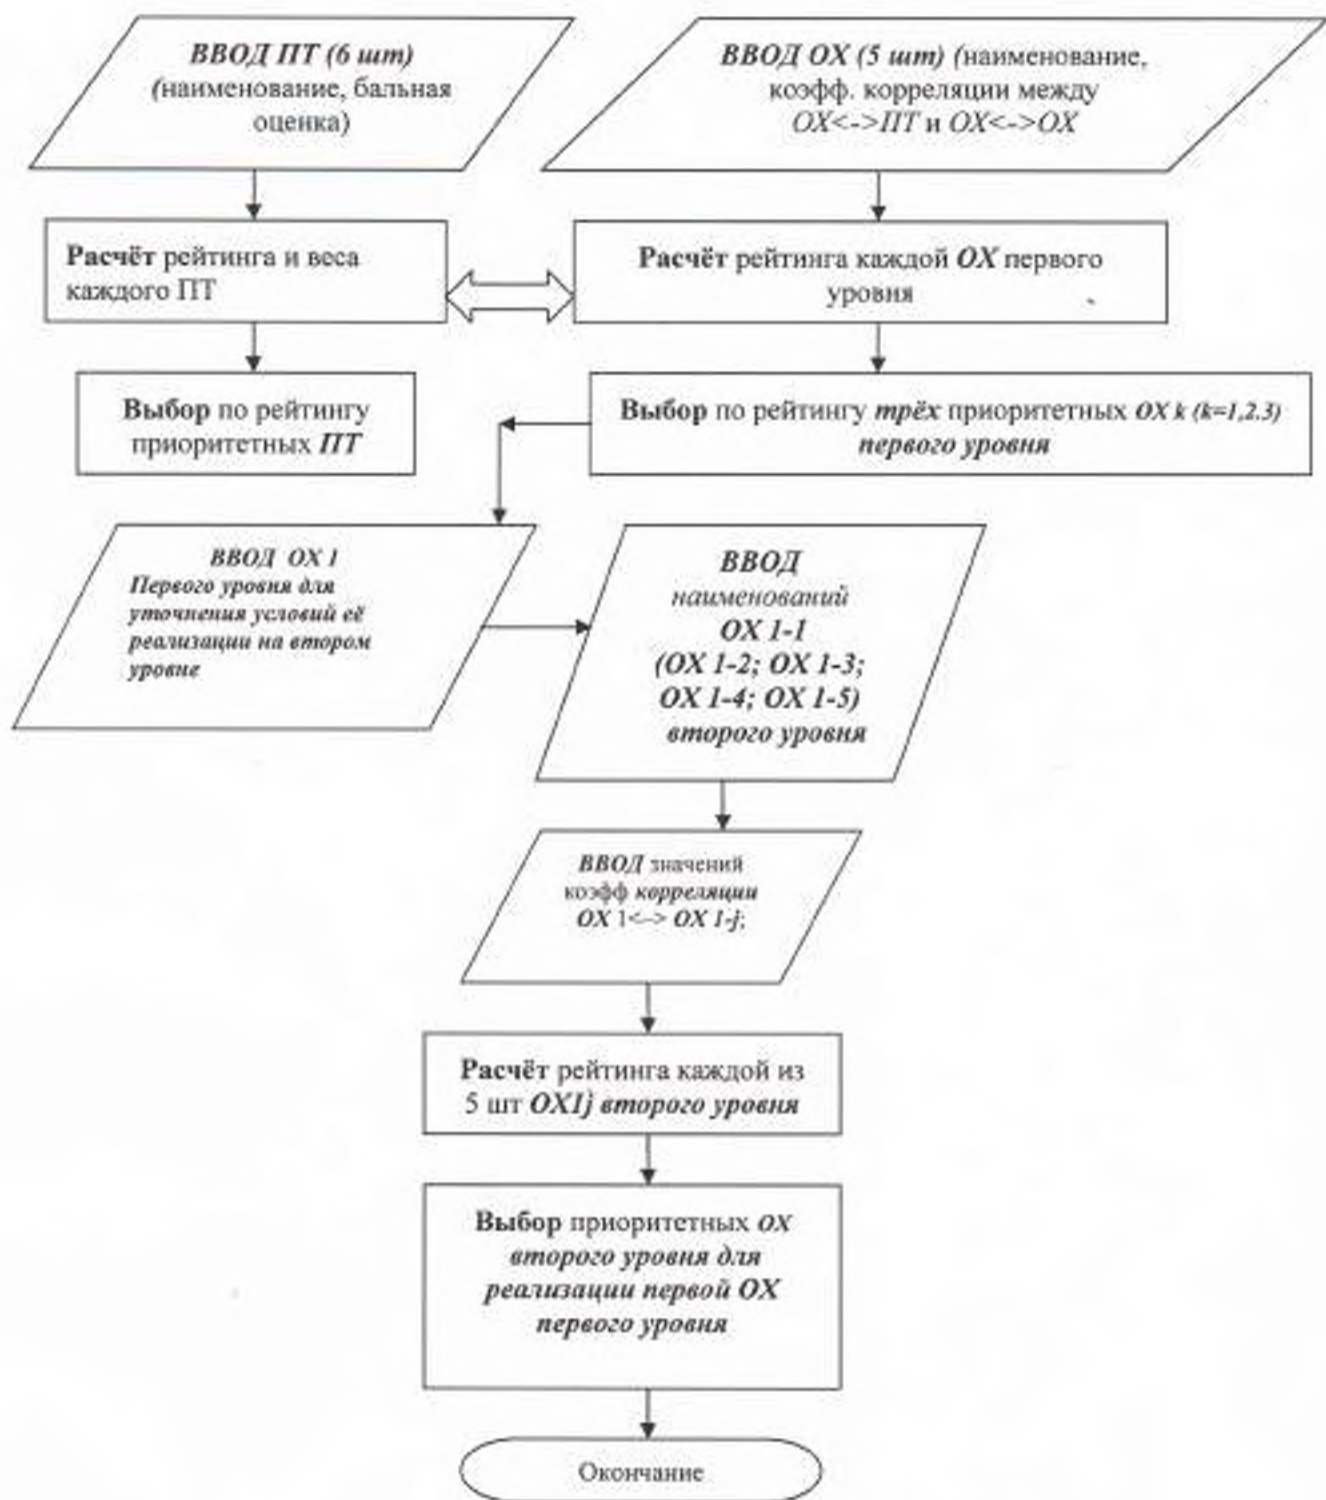 ВВОД ПТ (6 шт)
(наименование, бальная
оценка)
ВВОД ОХ (5 шт) (наименование,
коэфф. корреляции между
ОХ<->ПТ и ОХ<->ОХ
Расчёт рейтинга и веса
каждого ПТ
Расчёт рейтинга каждой ОХ первого
уровня
Выбор по рейтингу
приоритетных ПТ
Выбор по рейтингу трёх приоритетных ОХ k (k=1,2.3)
первого уровня
ВВОД ОХ 1
Первого уровня для
уточнения условий её
реализации на втором
уровне
ВВОД
наименований
ОХ 1-1
(ОХ 1-2; ОХ 1-3;
ОХ 1-4; ОХ 1-5)
второго уровня
ВВОД значений
коэфф корреляции
ОХ 1<--> ОХ 1-j;
Расчёт рейтинга каждой из
5 шт ОХ1j второго уровня
Выбор приоритетных ОХ
второго уровня для
реализации первой ОХ
первого уровня
Окончание